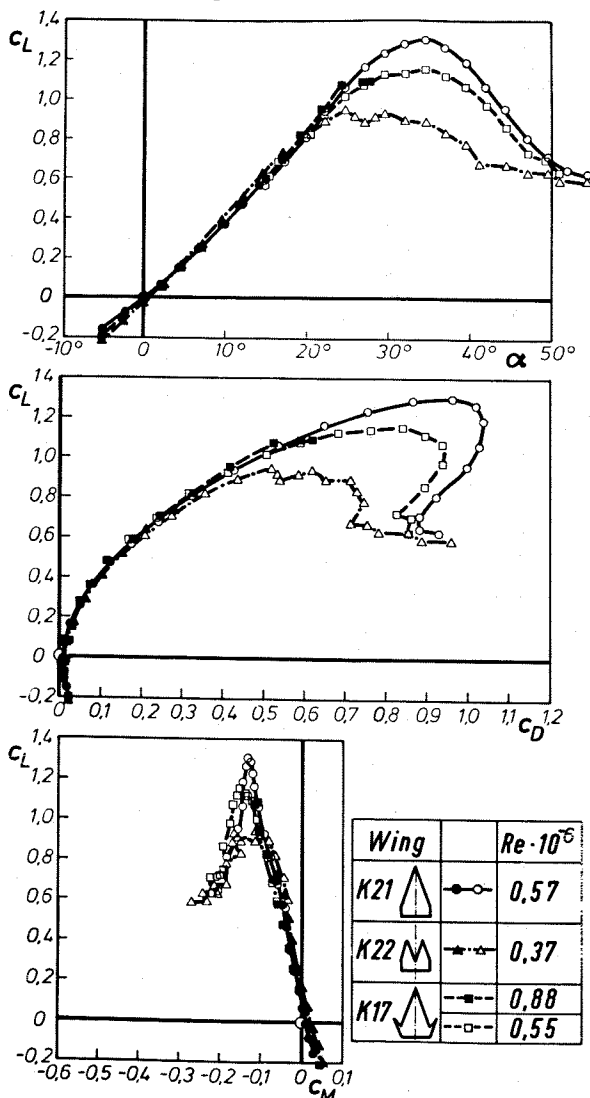 c_L
1,4
1,2
1,0
0,8
0,6
0,4
0,2
0
-0,2
-10° 0 10° 20° 30° α 40° 50°
c_L
1,4
1,2
1,0
0,8
0,6
0,4
0,2
0
-0,2
0 0,1 0,2 0,3 0,4 0,5 0,6 0,7 0,8 0,9 1,0 1,1 1,2
c_D
c_L
1,4
1,2
1,0
0,8
0,6
0,4
0,2
0
-0,2
-0,6 -0,5 -0,4 -0,3 -0,2 -0,1 0 0,1
c_M
Wing Re·10⁻⁶
K21 0,57
K22 0,37
K17 0,88
0,55